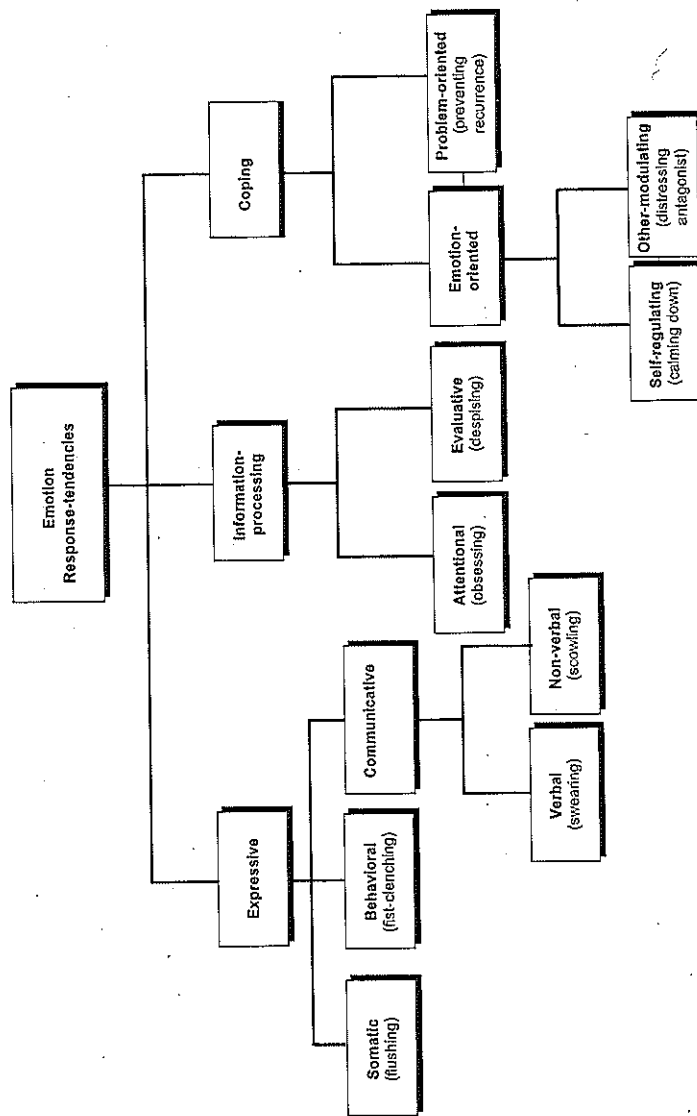 Emotion
Response-tendencies
Expressive
Information-
processing
Coping
Somatic
(flushing)
Behavioral
(fist-clenching)
Communicative
Attentional
(obsessing)
Evaluative
(despising)
Emotion-
oriented
Problem-oriented
(preventing
recurrence)
Verbal
(swearing)
Non-verbal
(scowling)
Self-regulating
(calming down)
Other-modulating
(distressing
antagonist)